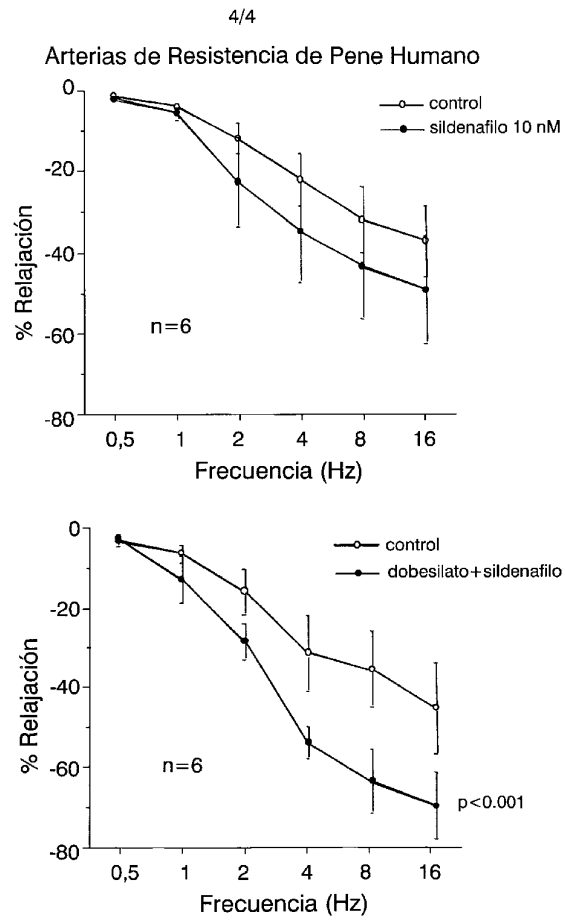 4/4
Arterias de Resistencia de Pene Humano
0
-20
-40
-60
-80
% Relajación
control
sildenafilo 10 nM
n=6
0,5 1 2 4 8 16
Frecuencia (Hz)
0
-20
-40
-60
-80
% Relajación
control
dobesilato+sildenafilo
n=6
p<0.001
0,5 1 2 4 8 16
Frecuencia (Hz)